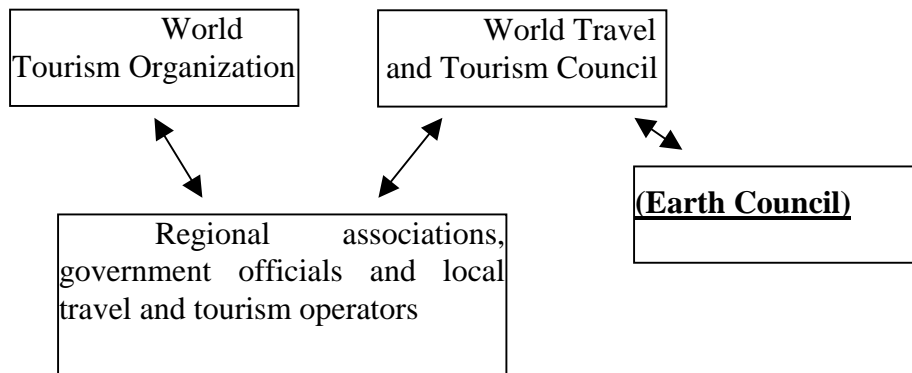 World
Tourism Organization
World Travel
and Tourism Council
(Earth Council)
Regional associations,
government officials and local
travel and tourism operators